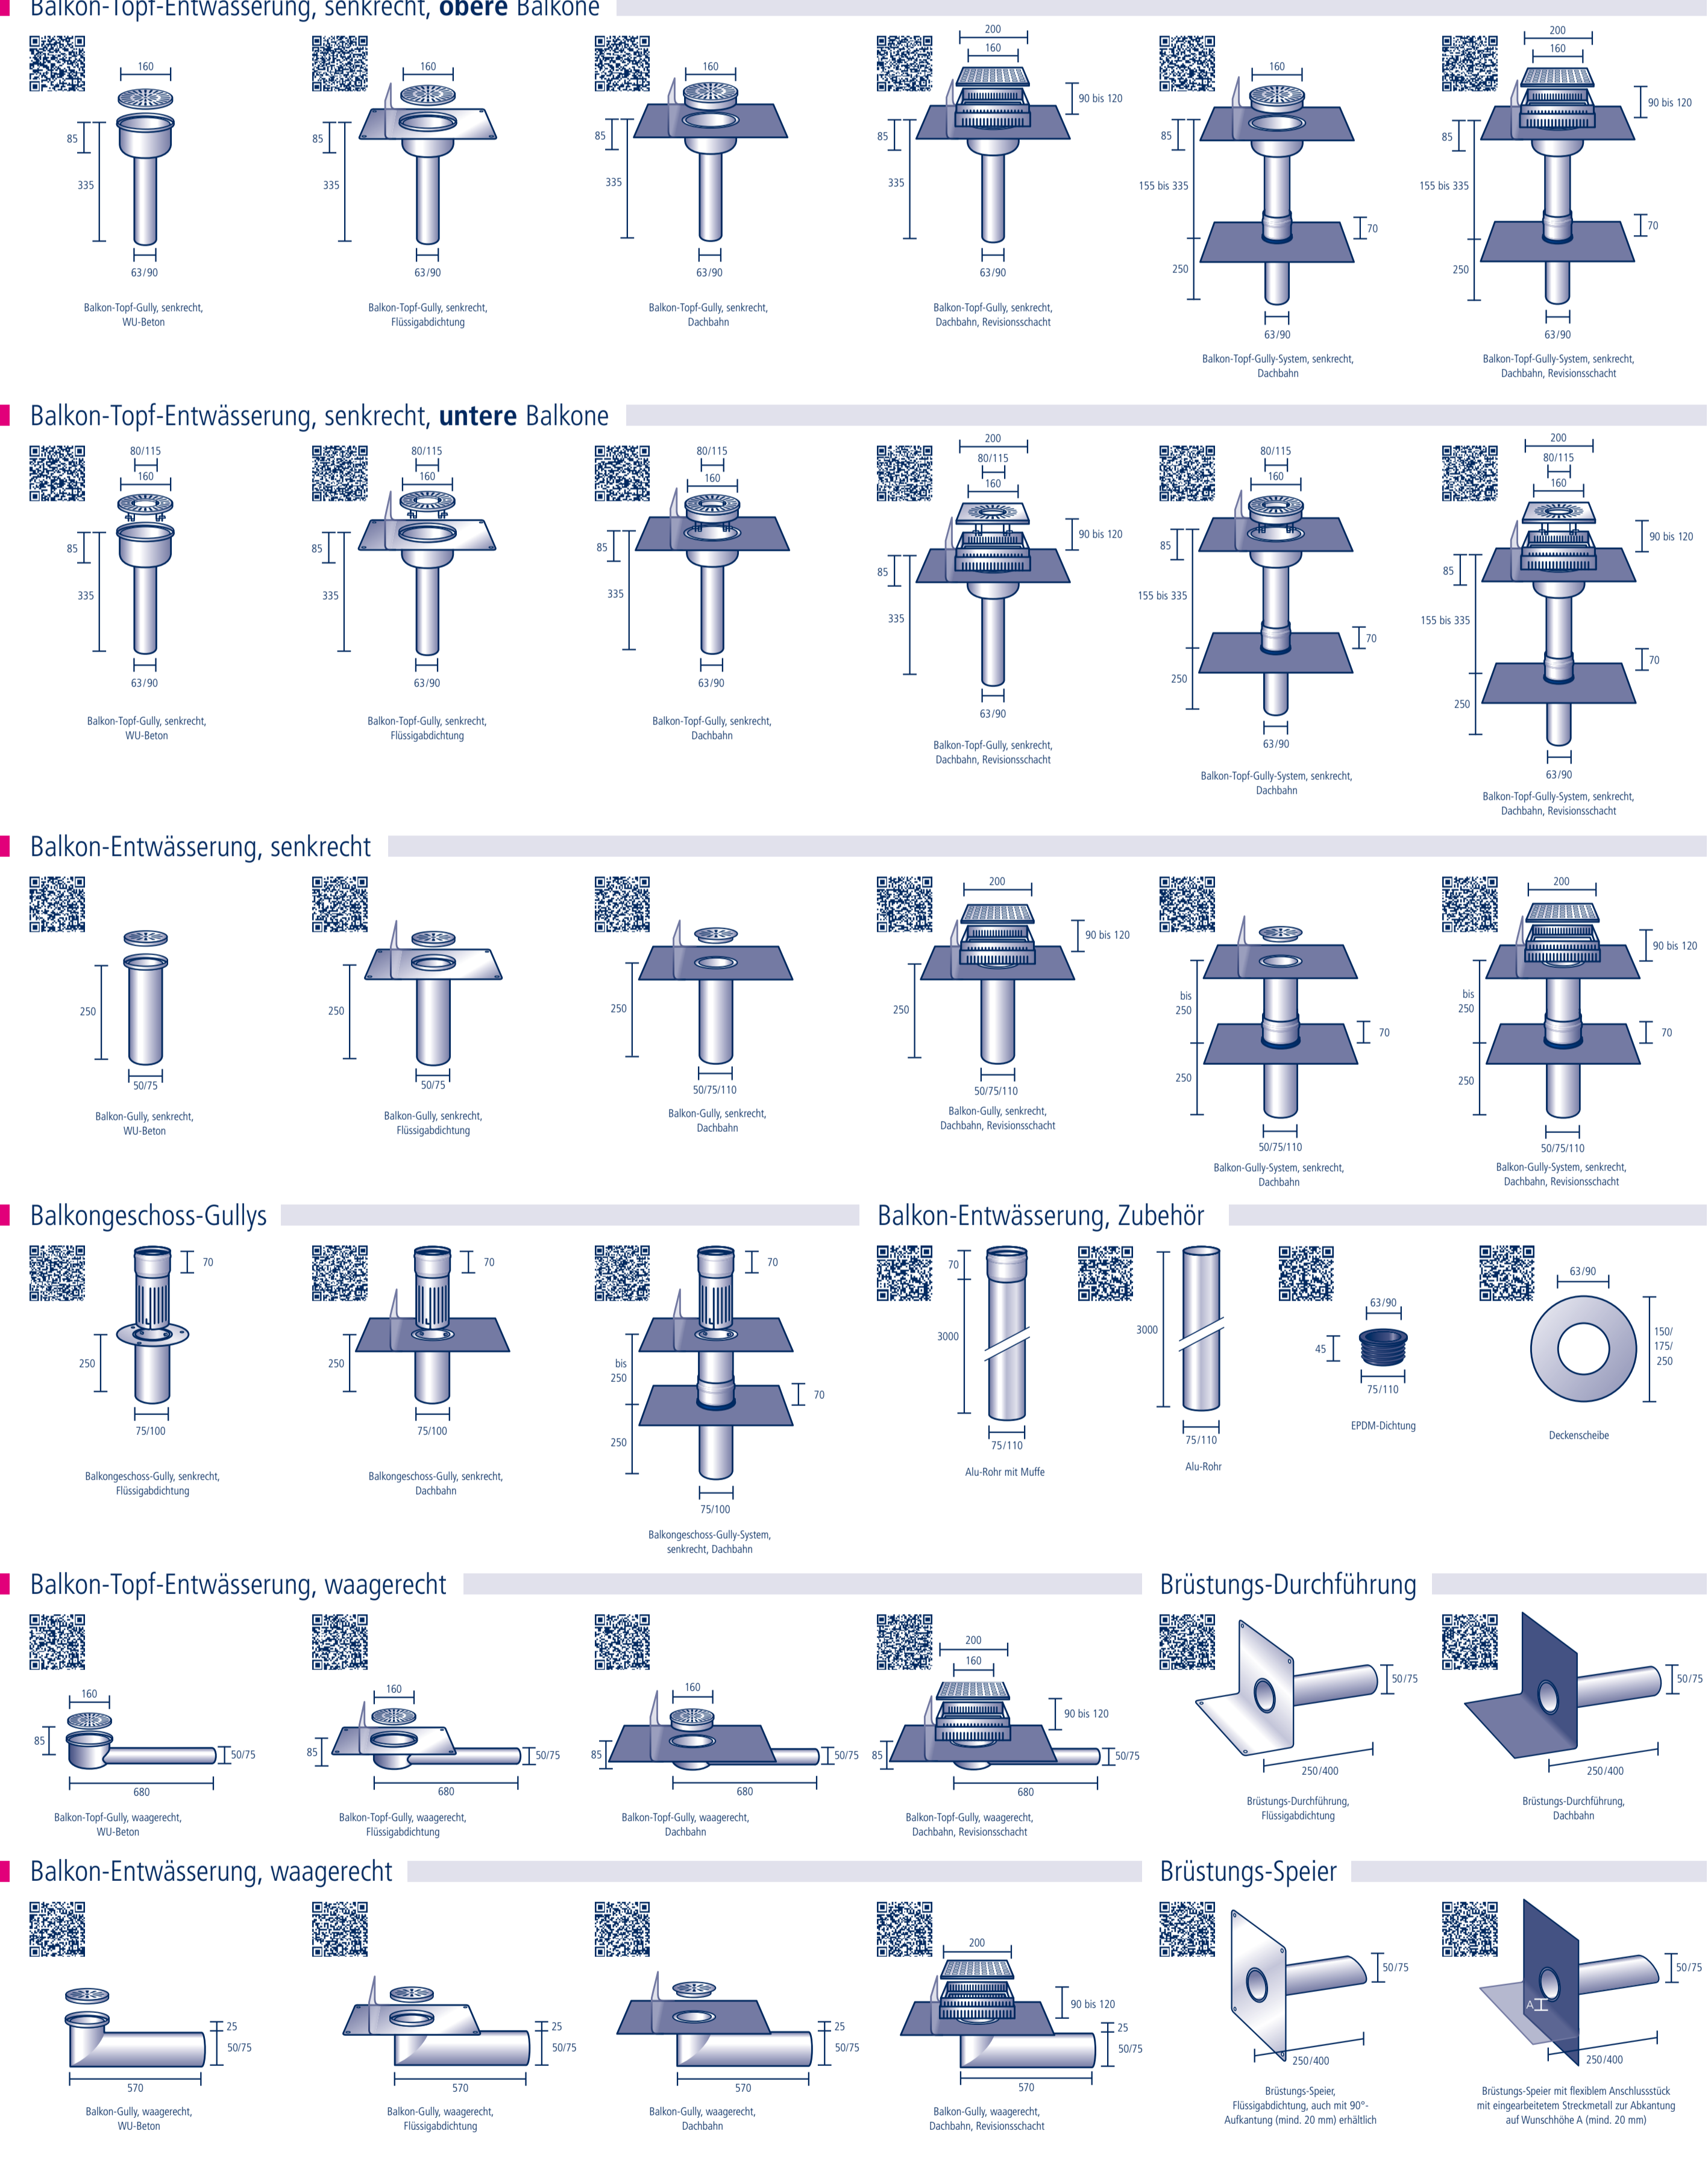 Balkon-Topf-Entwässerung, senkrecht, obere Balkone
160
85
335
63/90
Balkon-Topf-Gully, senkrecht,
WU-Beton
160
85
335
63/90
Balkon-Topf-Gully, senkrecht,
Flüssigabdichtung
160
85
335
63/90
Balkon-Topf-Gully, senkrecht,
Dachbahn
200
160
90 bis 120
85
335
63/90
Balkon-Topf-Gully, senkrecht,
Dachbahn, Revisionsschacht
160
85
155 bis 335
70
250
63/90
Balkon-Topf-Gully-System, senkrecht,
Dachbahn
200
160
90 bis 120
85
155 bis 335
70
250
63/90
Balkon-Topf-Gully-System, senkrecht,
Dachbahn, Revisionsschacht
Balkon-Topf-Entwässerung, senkrecht, untere Balkone
80/115
160
85
335
63/90
Balkon-Topf-Gully, senkrecht,
WU-Beton
80/115
160
85
335
63/90
Balkon-Topf-Gully, senkrecht,
Flüssigabdichtung
80/115
160
85
335
63/90
Balkon-Topf-Gully, senkrecht,
Dachbahn
200
80/115
160
90 bis 120
85
335
63/90
Balkon-Topf-Gully, senkrecht,
Dachbahn, Revisionsschacht
80/115
160
85
155 bis 335
70
250
63/90
Balkon-Topf-Gully-System, senkrecht,
Dachbahn
200
80/115
160
90 bis 120
85
155 bis 335
70
250
63/90
Balkon-Topf-Gully-System, senkrecht,
Dachbahn, Revisionsschacht
Balkon-Entwässerung, senkrecht
250
50/75
Balkon-Gully, senkrecht,
WU-Beton
250
50/75
Balkon-Gully, senkrecht,
Flüssigabdichtung
250
50/75/110
Balkon-Gully, senkrecht,
Dachbahn
200
90 bis 120
250
50/75/110
Balkon-Gully, senkrecht,
Dachbahn, Revisionsschacht
bis
250
70
250
50/75/110
Balkon-Gully-System, senkrecht,
Dachbahn
200
90 bis 120
bis
250
70
250
50/75/110
Balkon-Gully-System, senkrecht,
Dachbahn, Revisionsschacht
Balkongeschoss-Gullys
70
250
75/100
Balkongeschoss-Gully, senkrecht,
Flüssigabdichtung
70
250
75/100
Balkongeschoss-Gully, senkrecht,
Dachbahn
70
bis
250
70
250
75/100
Balkongeschoss-Gully-System,
senkrecht, Dachbahn
Balkon-Entwässerung, Zubehör
70
3000
75/110
Alu-Rohr mit Muffe
3000
75/110
Alu-Rohr
63/90
45
75/110
EPDM-Dichtung
63/90
150/
175/
250
Deckenscheibe
Balkon-Topf-Entwässerung, waagerecht
160
85
50/75
680
Balkon-Topf-Gully, waagerecht,
WU-Beton
160
85
50/75
680
Balkon-Topf-Gully, waagerecht,
Flüssigabdichtung
160
85
50/75
680
Balkon-Topf-Gully, waagerecht,
Dachbahn
200
160
90 bis 120
85
50/75
680
Balkon-Topf-Gully, waagerecht,
Dachbahn, Revisionsschacht
Brüstungs-Durchführung
50/75
250/400
Brüstungs-Durchführung,
Flüssigabdichtung
50/75
250/400
Brüstungs-Durchführung,
Dachbahn
Balkon-Entwässerung, waagerecht
25
50/75
570
Balkon-Gully, waagerecht,
WU-Beton
25
50/75
570
Balkon-Gully, waagerecht,
Flüssigabdichtung
25
50/75
570
Balkon-Gully, waagerecht,
Dachbahn
200
90 bis 120
25
50/75
570
Balkon-Gully, waagerecht,
Dachbahn, Revisionsschacht
Brüstungs-Speier
50/75
250/400
Brüstungs-Speier,
Flüssigabdichtung, auch mit 90°-
Aufkantung (mind. 20 mm) erhältlich
50/75
A
250/400
Brüstungs-Speier mit flexiblem Anschlussstück
mit eingearbeitetem Streckmetall zur Abkantung
auf Wunschhöhe A (mind. 20 mm)